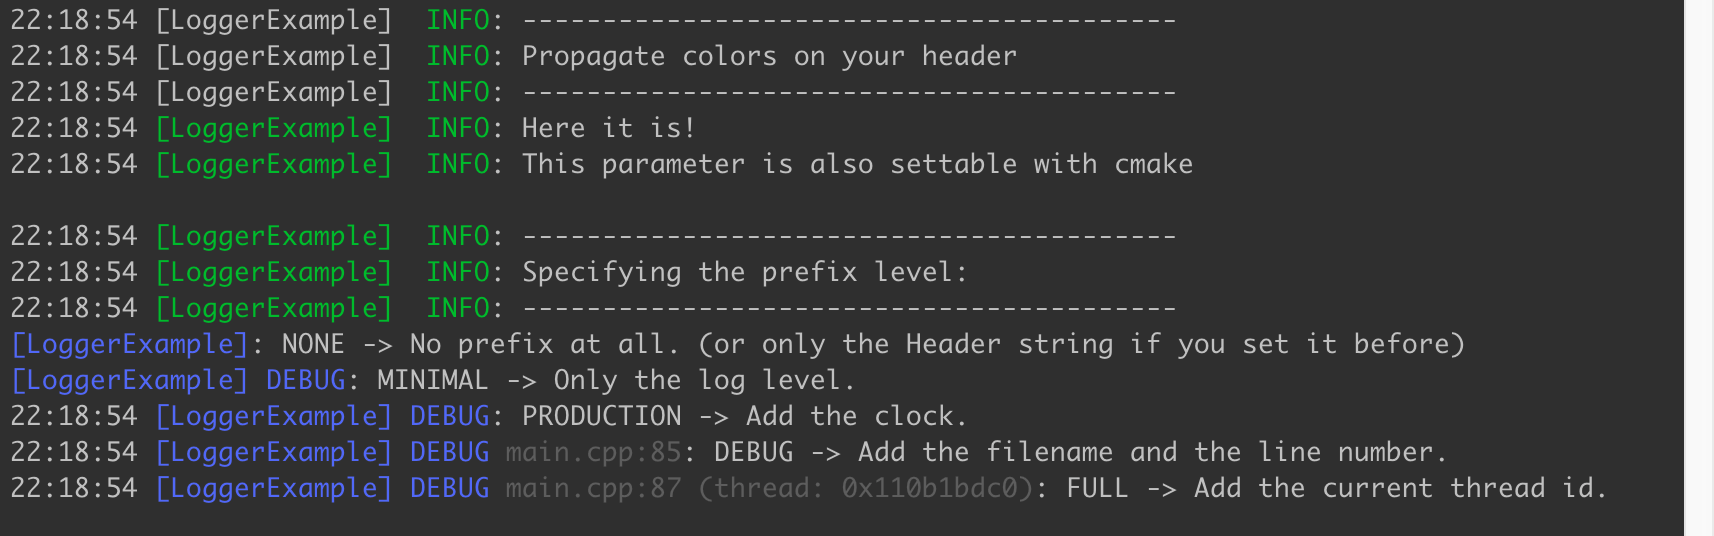 22:18:54 [LoggerExample]  INFO: -----------------------------------------
22:18:54 [LoggerExample]  INFO: Propagate colors on your header
22:18:54 [LoggerExample]  INFO: -----------------------------------------
22:18:54 [LoggerExample]  INFO: Here it is!
22:18:54 [LoggerExample]  INFO: This parameter is also settable with cmake
22:18:54 [LoggerExample]  INFO: -----------------------------------------
22:18:54 [LoggerExample]  INFO: Specifying the prefix level:
22:18:54 [LoggerExample]  INFO: -----------------------------------------
[LoggerExample]: NONE -> No prefix at all. (or only the Header string if you set it before)
[LoggerExample] DEBUG: MINIMAL -> Only the log level.
22:18:54 [LoggerExample] DEBUG: PRODUCTION -> Add the clock.
22:18:54 [LoggerExample] DEBUG main.cpp:85: DEBUG -> Add the filename and the line number.
22:18:54 [LoggerExample] DEBUG main.cpp:87 (thread: 0x110b1bdc0): FULL -> Add the current thread id.